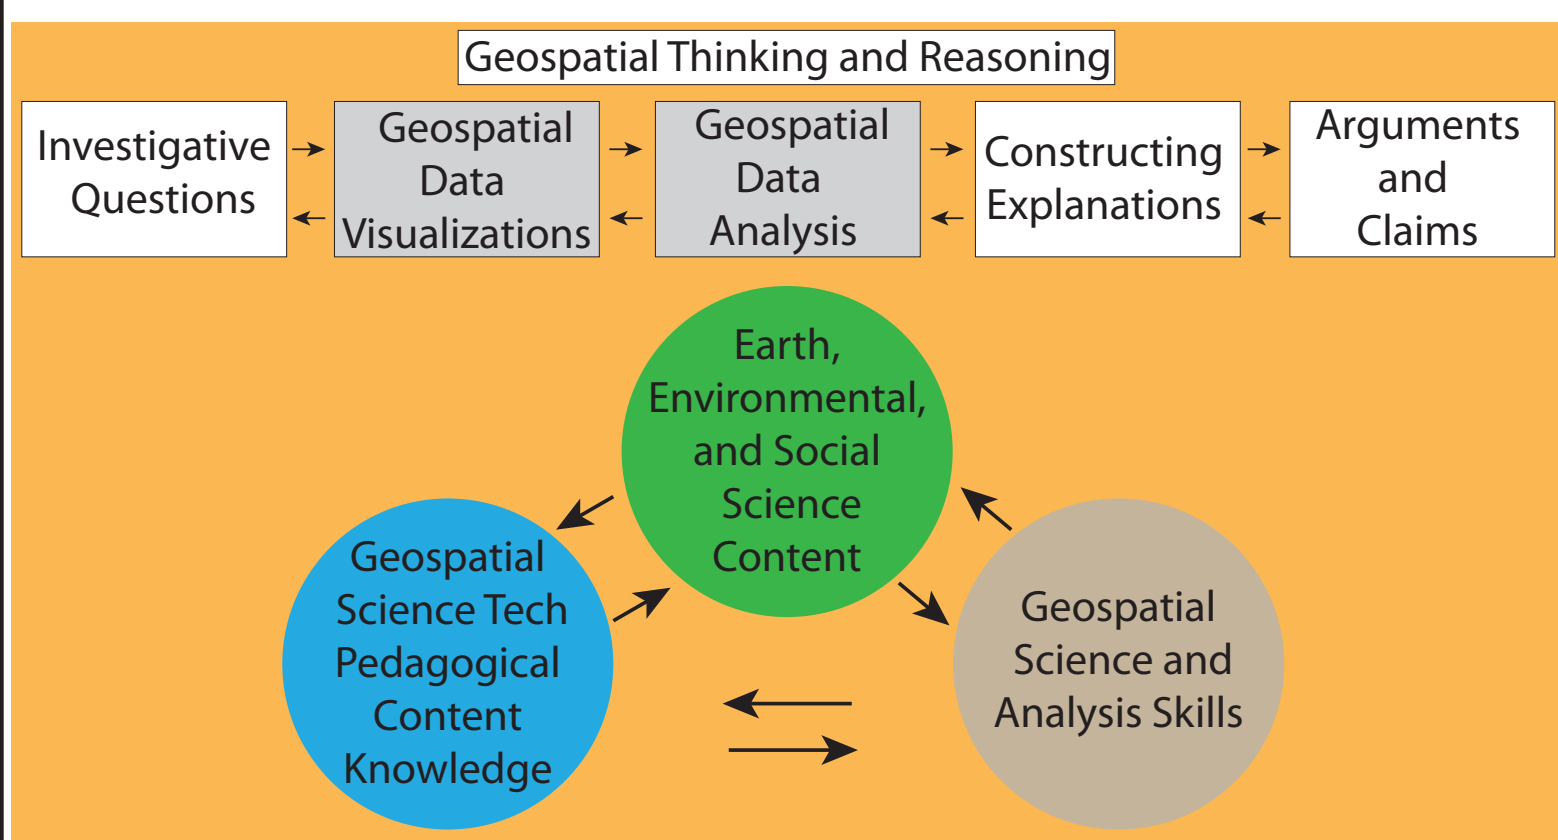 Geospatial Thinking and Reasoning
Investigative
Questions
Geospatial
Data
Visualizations
Geospatial
Data
Analysis
Constructing
Explanations
Arguments
and
Claims
Earth,
Environmental,
and Social
Science
Content
Geospatial
Science Tech
Pedagogical
Content
Knowledge
Geospatial
Science and
Analysis Skills